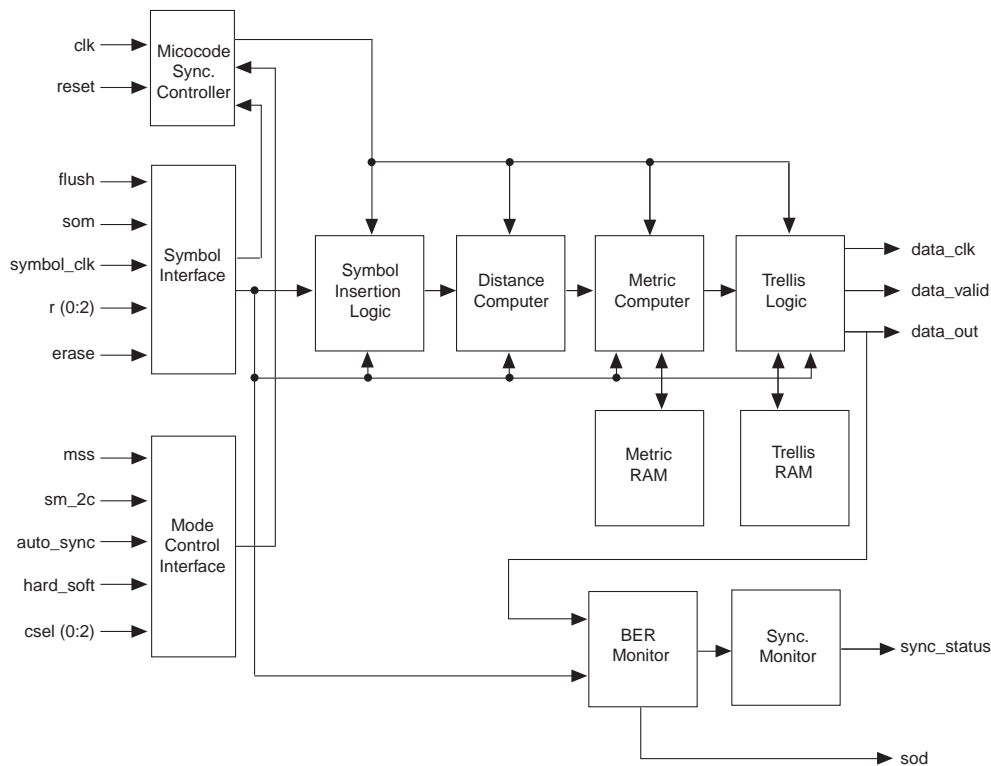 clk
reset
Micocode
Sync.
Controller
flush
som
symbol_clk
r (0:2)
erase
Symbol
Interface
Symbol
Insertion
Logic
Distance
Computer
Metric
Computer
Trellis
Logic
data_clk
data_valid
data_out
Metric
RAM
Trellis
RAM
mss
sm_2c
auto_sync
hard_soft
csel (0:2)
Mode
Control
Interface
BER
Monitor
Sync.
Monitor
sync_status
sod